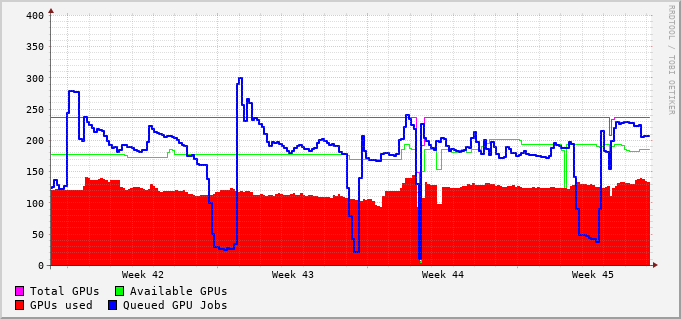 400
350
300
250
200
150
100
50
0
Week 42 Week 43 Week 44 Week 45
Total GPUs Available GPUs
GPUs used Queued GPU Jobs
RRDTOOL / TOBI OETIKER